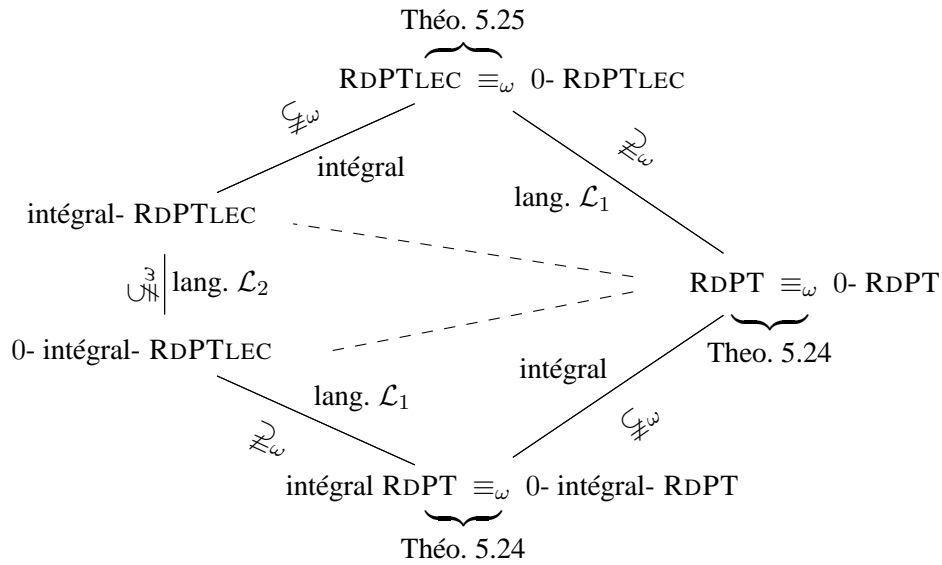 Théo. 5.25
RDPTLEC ≡ω 0- RDPTLEC
⊊≢ω
intégral
⊋≢ω
lang. ℒ1
intégral- RDPTLEC
⊊≢ω
lang. ℒ2
RDPT ≡ω 0- RDPT
Theo. 5.24
0- intégral- RDPTLEC
lang. ℒ1
⊋≢ω
intégral
⊊≢ω
intégral RDPT ≡ω 0- intégral- RDPT
Théo. 5.24